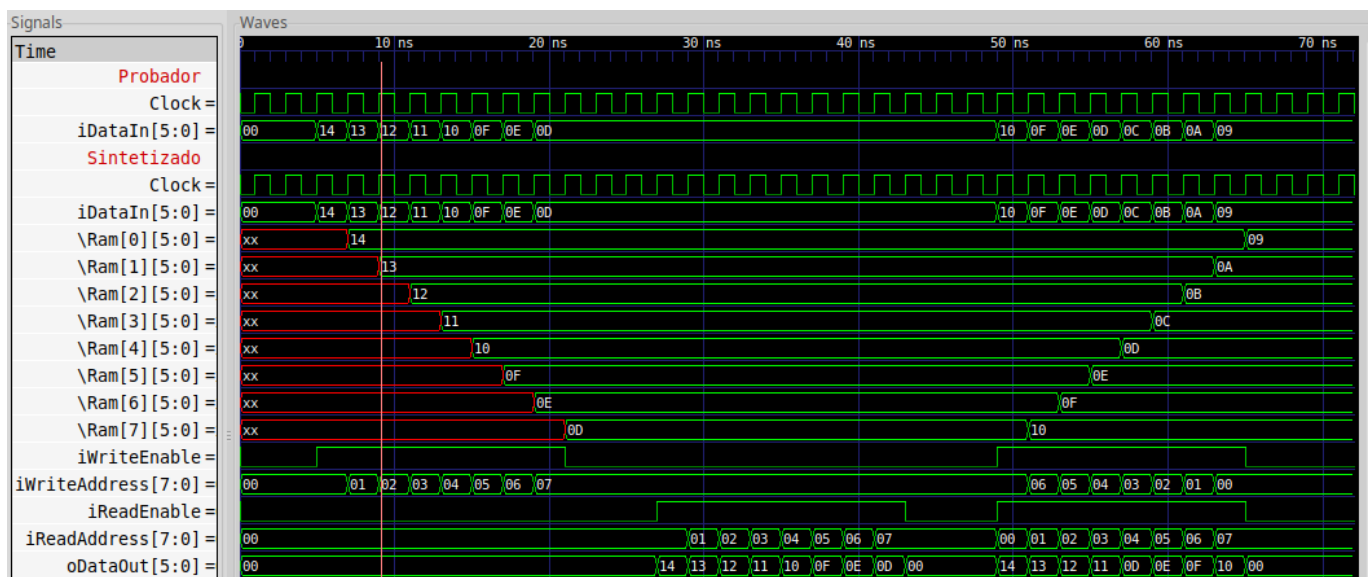 Signals Waves
Time 0 10 ns 20 ns 30 ns 40 ns 50 ns 60 ns 70 ns
Probador
Clock =
iDataIn[5:0] = 00 14 13 12 11 10 0F 0E 0D 10 0F 0E 0D 0C 0B 0A 09
Sintetizado
Clock =
iDataIn[5:0] = 00 14 13 12 11 10 0F 0E 0D 10 0F 0E 0D 0C 0B 0A 09
\Ram[0][5:0] = xx 14 09
\Ram[1][5:0] = xx 13 0A
\Ram[2][5:0] = xx 12 0B
\Ram[3][5:0] = xx 11 0C
\Ram[4][5:0] = xx 10 0D
\Ram[5][5:0] = xx 0F 0E
\Ram[6][5:0] = xx 0E 0F
\Ram[7][5:0] = xx 0D 10
iWriteEnable =
iWriteAddress[7:0] = 00 01 02 03 04 05 06 07 06 05 04 03 02 01 00
iReadEnable =
iReadAddress[7:0] = 00 01 02 03 04 05 06 07 00 01 02 03 04 05 06 07
oDataOut[5:0] = 00 14 13 12 11 10 0F 0E 0D 00 14 13 12 11 0D 0E 0F 10 00